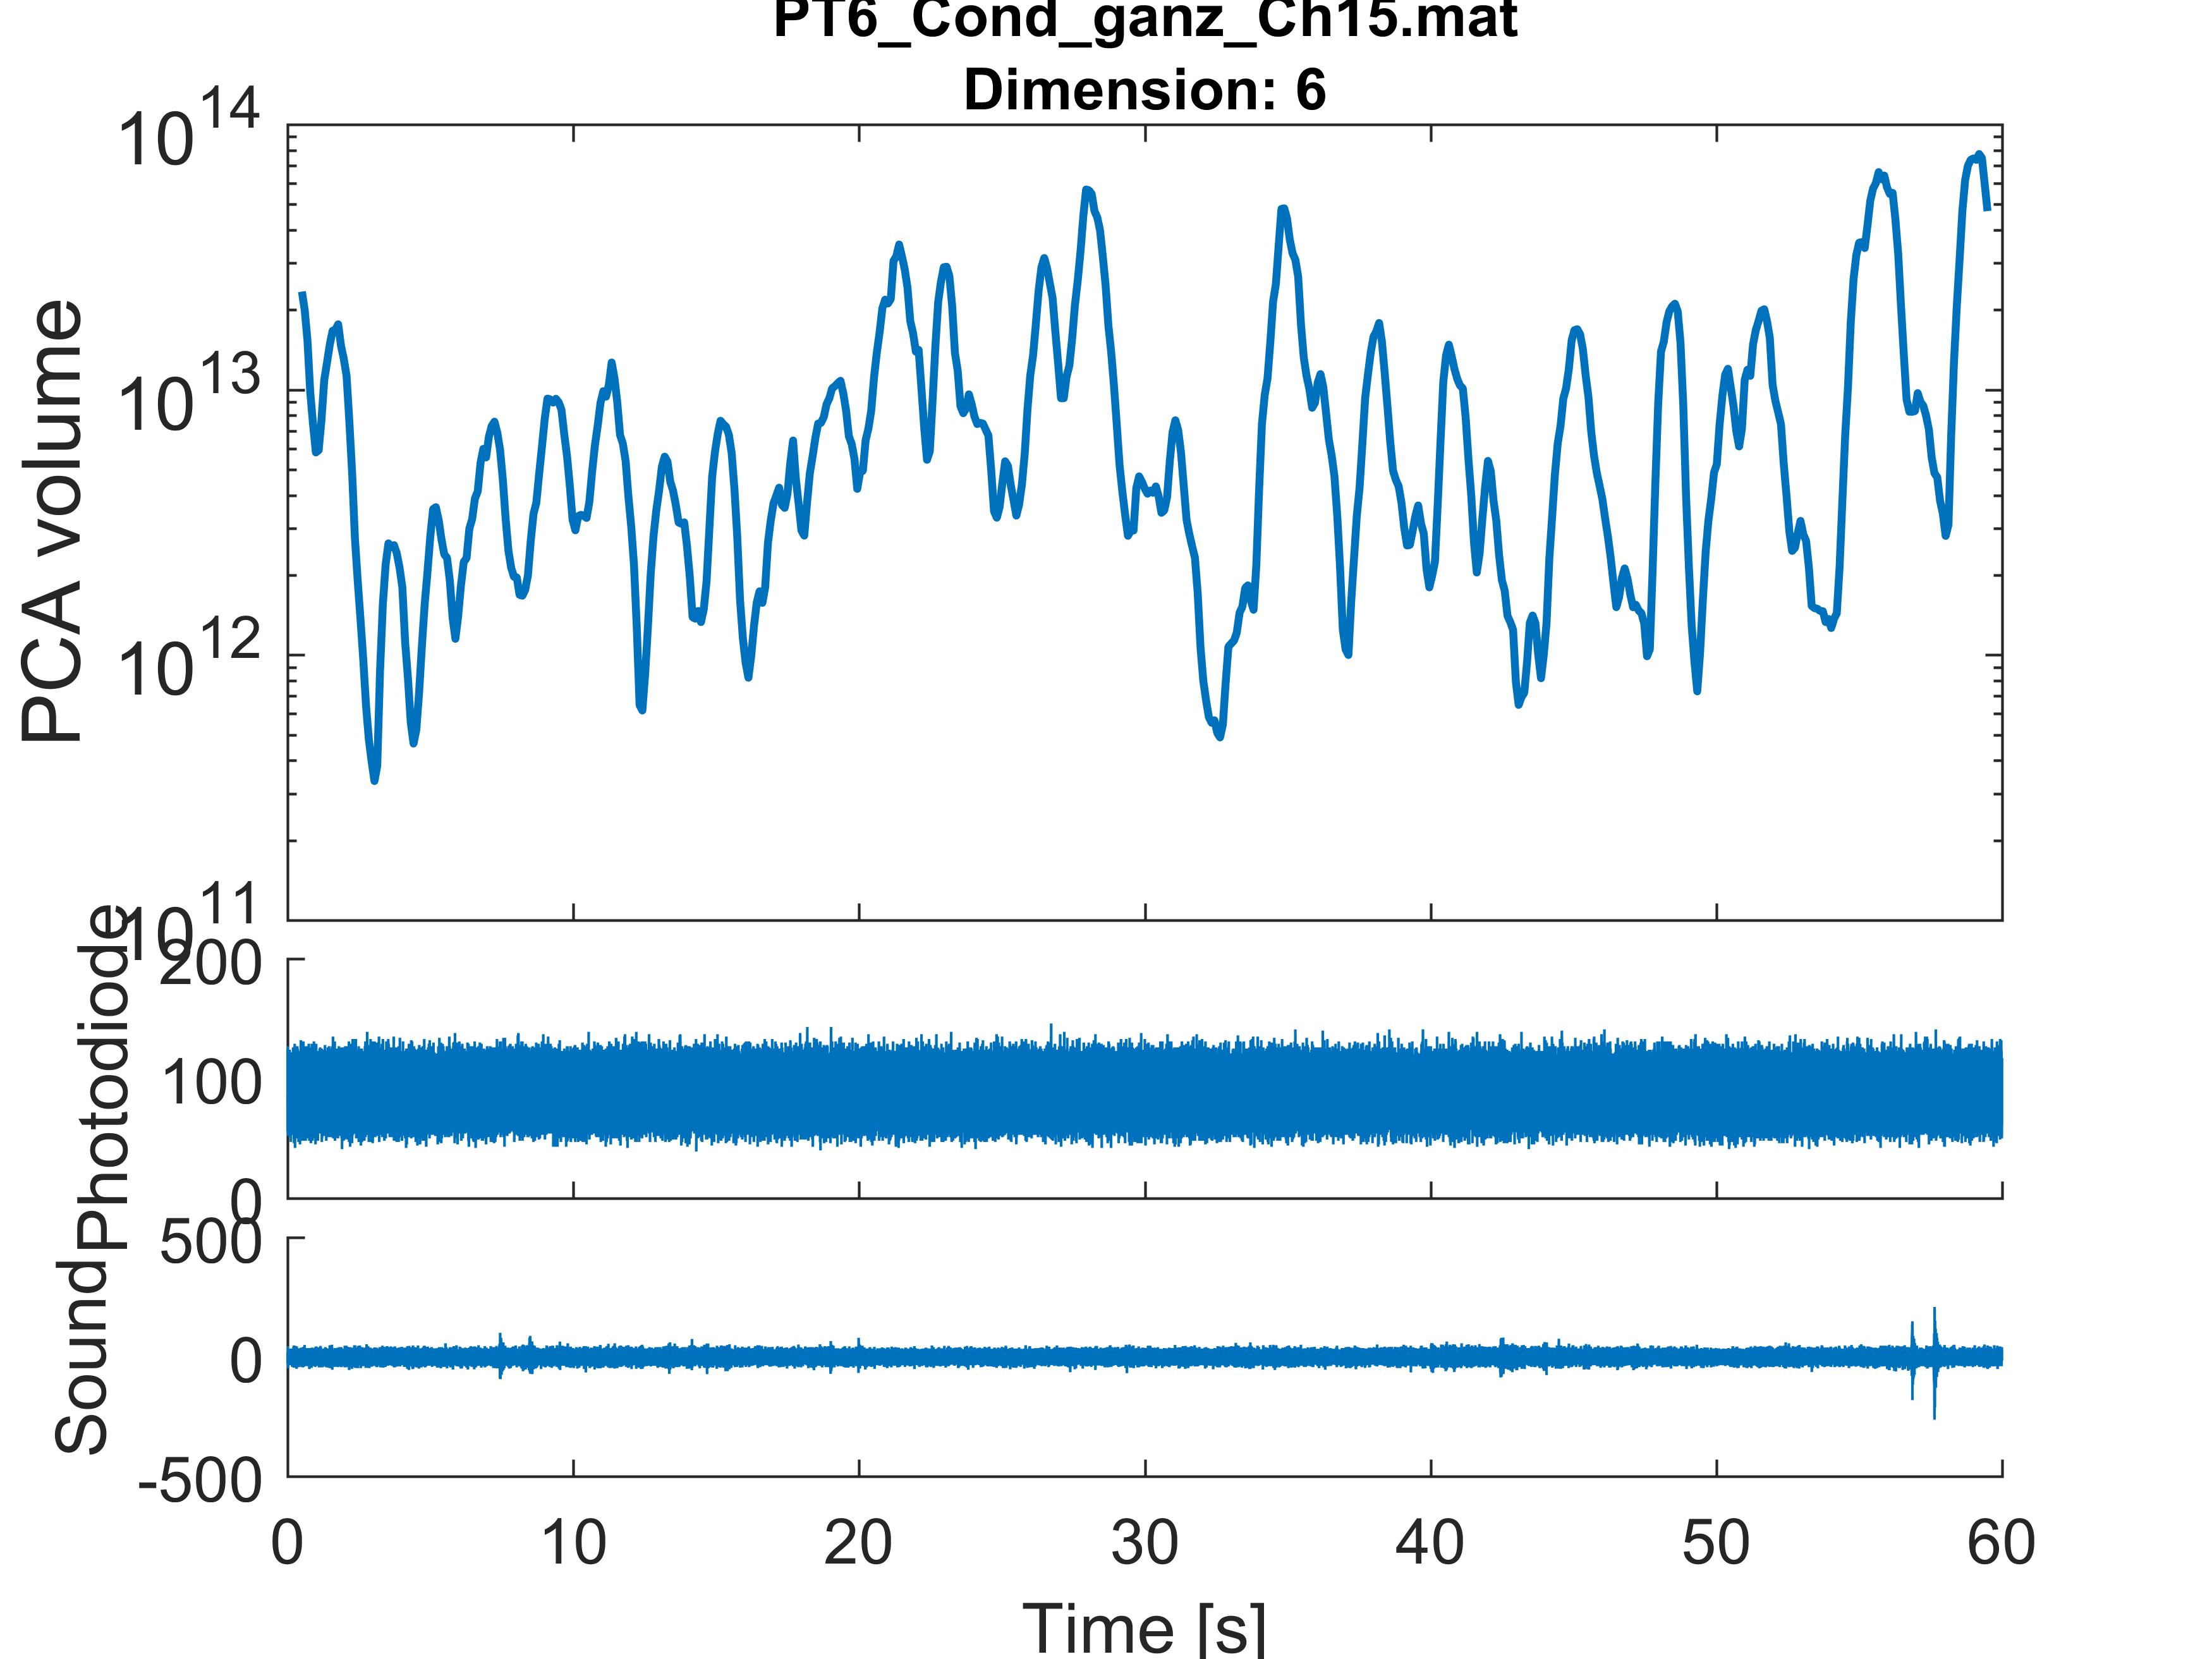 PT6_Cond_ganz_Ch15.mat
Dimension: 6
10^14
10^13
10^12
10^11
PCA volume
200
100
0
Photodiode
500
0
-500
Sound
0 10 20 30 40 50 60
Time [s]